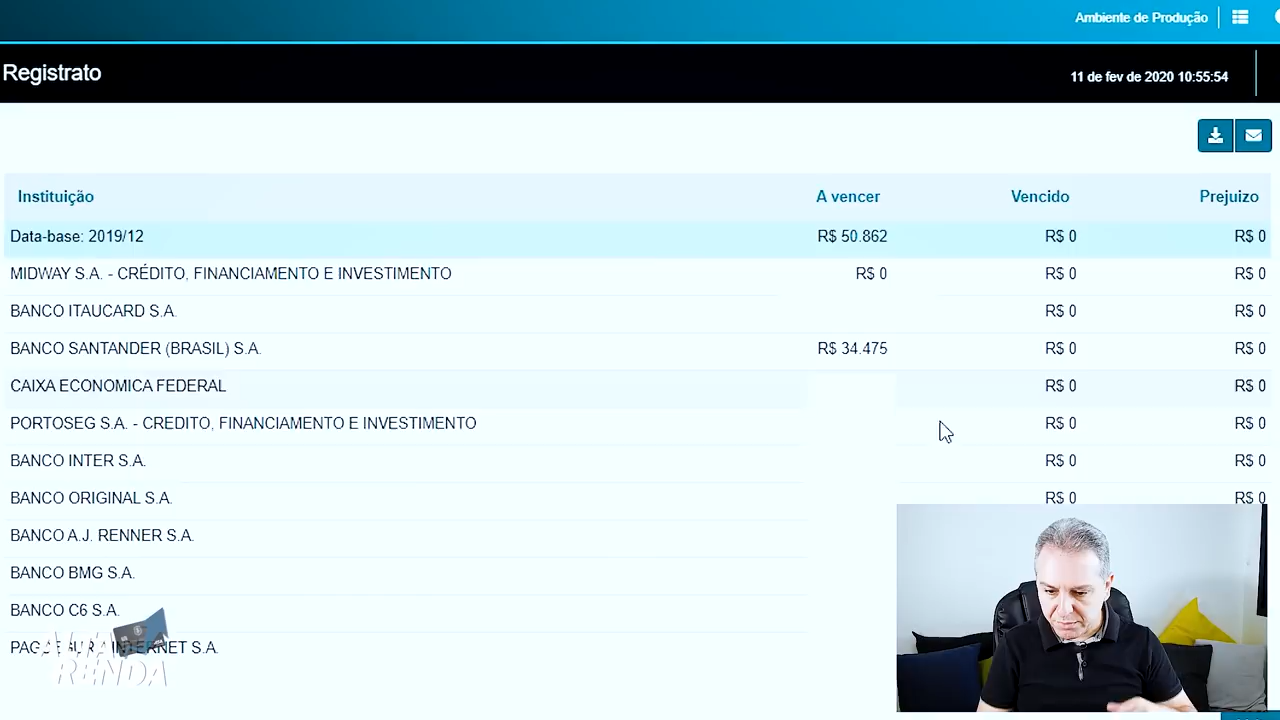 Ambiente de Produção
Registrato
11 de fev de 2020 10:55:54
Instituição A vencer Vencido Prejuizo
Data-base: 2019/12 R$ 50.862 R$ 0 R$ 0
MIDWAY S.A. - CRÉDITO, FINANCIAMENTO E INVESTIMENTO R$ 0 R$ 0 R$ 0
BANCO ITAUCARD S.A. R$ 0 R$ 0
BANCO SANTANDER (BRASIL) S.A. R$ 34.475 R$ 0 R$ 0
CAIXA ECONOMICA FEDERAL R$ 0 R$ 0
PORTOSEG S.A. - CREDITO, FINANCIAMENTO E INVESTIMENTO R$ 0 R$ 0
BANCO INTER S.A. R$ 0 R$ 0
BANCO ORIGINAL S.A. R$ 0 R$ 0
BANCO A.J. RENNER S.A.
BANCO BMG S.A.
BANCO C6 S.A.
S.A.
ALTA
RENDA